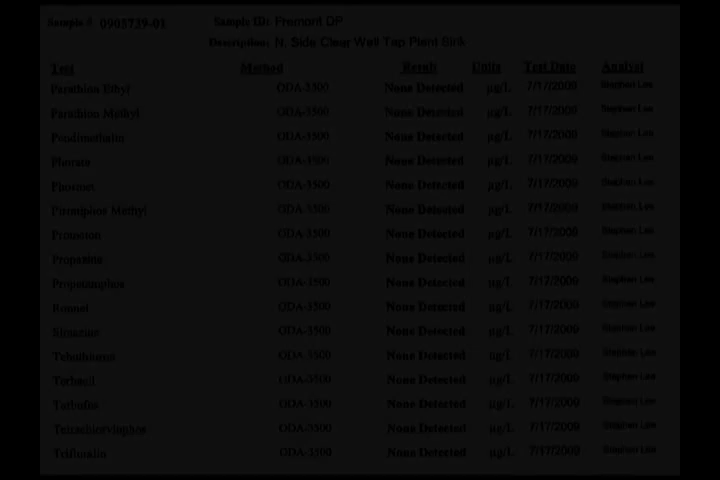 Sample # 0908739-01 Sample ID: Fremont DP
Description: N. Side Clear Well Tap Plant Sink
Test Method Result Units Test Date Analyst
Parathion Ethyl ODA-3500 None Detected µg/L 7/17/2009 Stephen Lee
Parathion Methyl ODA-3500 None Detected µg/L 7/17/2009 Stephen Lee
Pendimethalin ODA-3500 None Detected µg/L 7/17/2009 Stephen Lee
Phorate ODA-3500 None Detected µg/L 7/17/2009 Stephen Lee
Phosmet ODA-3500 None Detected µg/L 7/17/2009 Stephen Lee
Pirimiphos Methyl ODA-3500 None Detected µg/L 7/17/2009 Stephen Lee
Prometon ODA-3500 None Detected µg/L 7/17/2009 Stephen Lee
Propazine ODA-3500 None Detected µg/L 7/17/2009 Stephen Lee
Propetamphos ODA-3500 None Detected µg/L 7/17/2009 Stephen Lee
Ronnel ODA-3500 None Detected µg/L 7/17/2009 Stephen Lee
Simazine ODA-3500 None Detected µg/L 7/17/2009 Stephen Lee
Tebuthiuron ODA-3500 None Detected µg/L 7/17/2009 Stephen Lee
Terbacil ODA-3500 None Detected µg/L 7/17/2009 Stephen Lee
Terbufos ODA-3500 None Detected µg/L 7/17/2009 Stephen Lee
Tetrachlorvinphos ODA-3500 None Detected µg/L 7/17/2009 Stephen Lee
Trifluralin ODA-3500 None Detected µg/L 7/17/2009 Stephen Lee